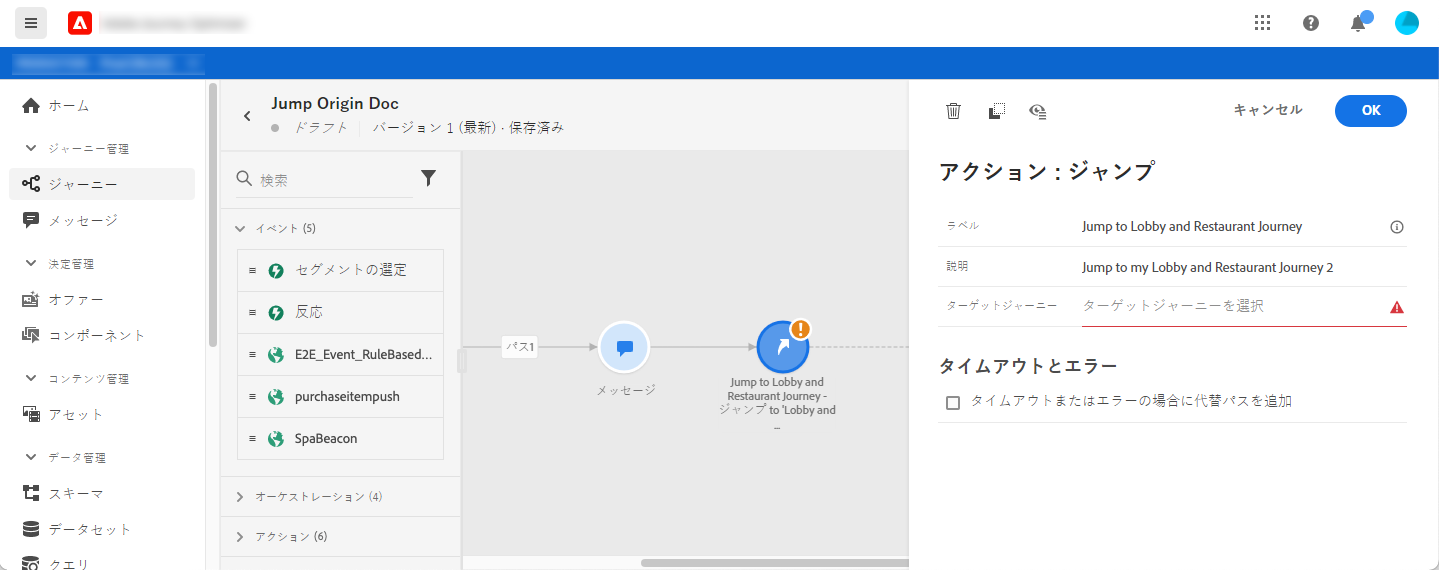 ホーム
ジャーニー管理
ジャーニー
メッセージ
決定管理
オファー
コンポーネント
コンテンツ管理
アセット
データ管理
スキーマ
データセット
クエリ
Jump Origin Doc
ドラフト
バージョン 1 (最新) · 保存済み
検索
イベント (5)
セグメントの選定
反応
E2E_Event_RuleBased...
purchaseitempush
SpaBeacon
オーケストレーション (4)
アクション (6)
パス1
メッセージ
Jump to Lobby and
Restaurant Journey -
ジャンプ to 'Lobby and
...
キャンセル
OK
アクション : ジャンプ
ラベル
Jump to Lobby and Restaurant Journey
説明
Jump to my Lobby and Restaurant Journey 2
ターゲットジャーニー
ターゲットジャーニーを選択
タイムアウトとエラー
タイムアウトまたはエラーの場合に代替パスを追加